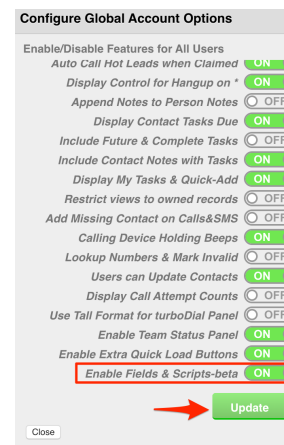 Configure Global Account Options
Enable/Disable Features for All Users
Auto Call Hot Leads when Claimed ON
Display Control for Hangup on * ON
Append Notes to Person Notes OFF
Display Contact Tasks Due ON
Include Future & Complete Tasks OFF
Include Contact Notes with Tasks ON
Display My Tasks & Quick-Add ON
Restrict views to owned records OFF
Add Missing Contact on Calls&SMS OFF
Calling Device Holding Beeps ON
Lookup Numbers & Mark Invalid OFF
Users can Update Contacts ON
Display Call Attempt Counts OFF
Use Tall Format for turboDial Panel OFF
Enable Team Status Panel ON
Enable Extra Quick Load Buttons ON
Enable Fields & Scripts-beta ON
Update
Close